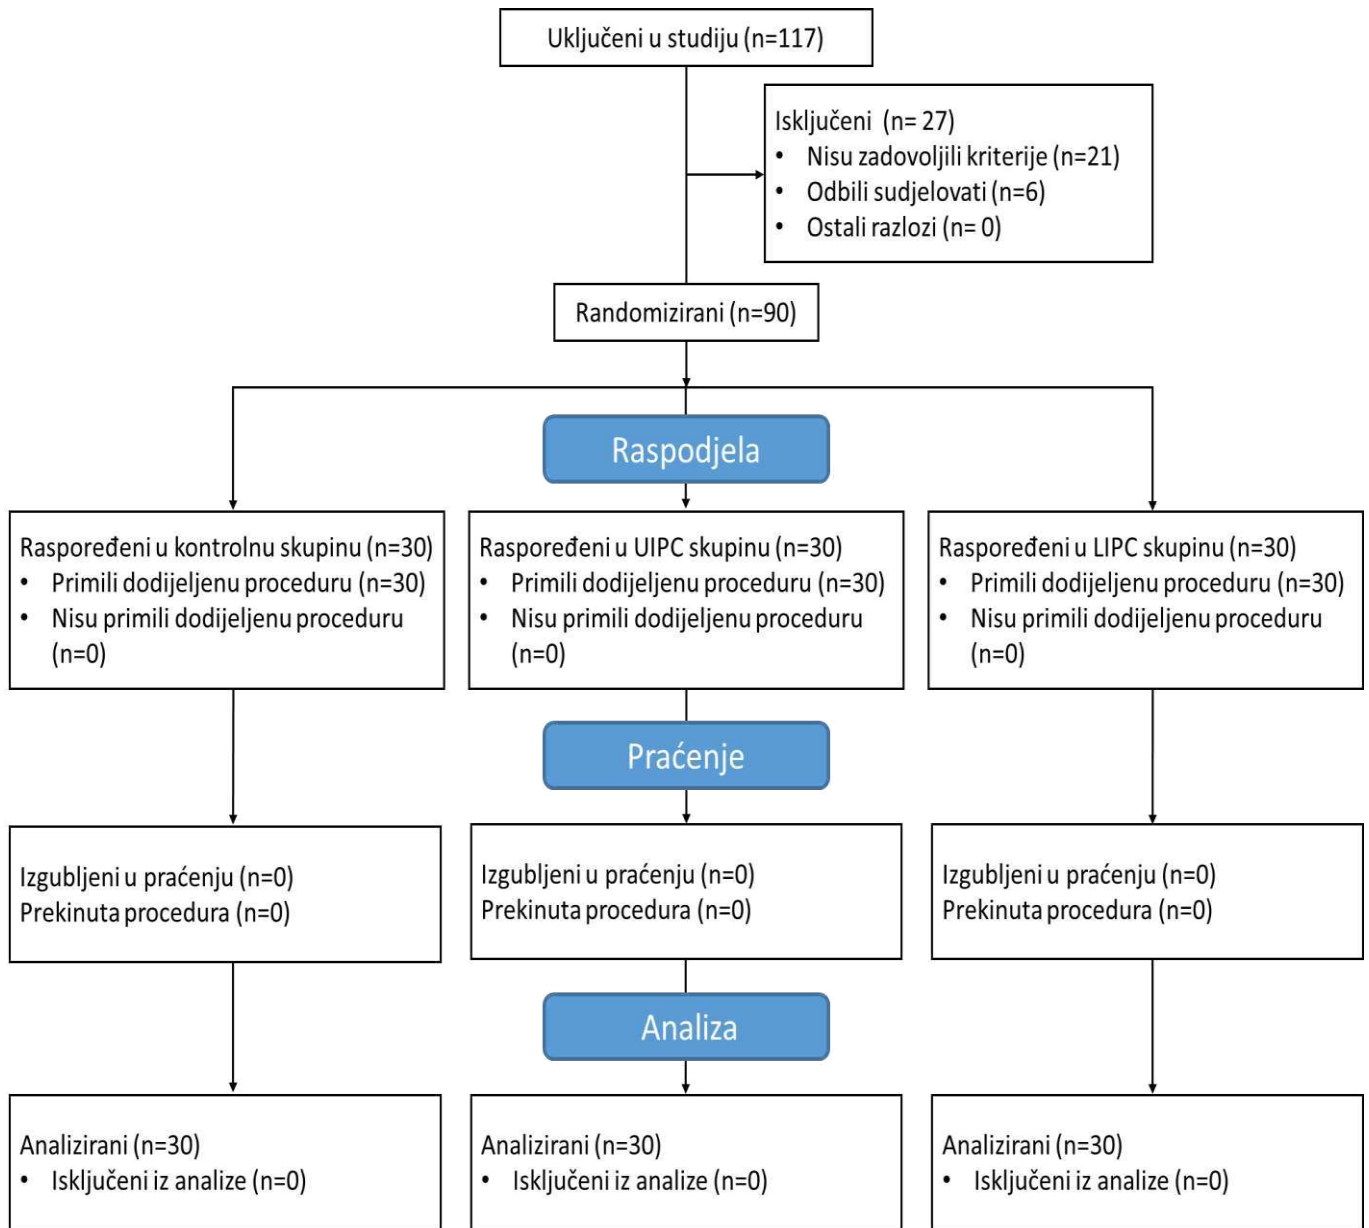 Uključeni u studiju (n=117)
Isključeni (n= 27)
• Nisu zadovoljili kriterije (n=21)
• Odbili sudjelovati (n=6)
• Ostali razlozi (n= 0)
Randomizirani (n=90)
Raspodjela
Raspoređeni u kontrolnu skupinu (n=30)
• Primili dodijeljenu proceduru (n=30)
• Nisu primili dodijeljenu proceduru
(n=0)
Raspoređeni u UIPC skupinu (n=30)
• Primili dodijeljenu proceduru (n=30)
• Nisu primili dodijeljenu proceduru
(n=0)
Raspoređeni u LIPC skupinu (n=30)
• Primili dodijeljenu proceduru (n=30)
• Nisu primili dodijeljenu proceduru
(n=0)
Praćenje
Izgubljeni u praćenju (n=0)
Prekinuta procedura (n=0)
Izgubljeni u praćenju (n=0)
Prekinuta procedura (n=0)
Izgubljeni u praćenju (n=0)
Prekinuta procedura (n=0)
Analiza
Analizirani (n=30)
• Isključeni iz analize (n=0)
Analizirani (n=30)
• Isključeni iz analize (n=0)
Analizirani (n=30)
• Isključeni iz analize (n=0)